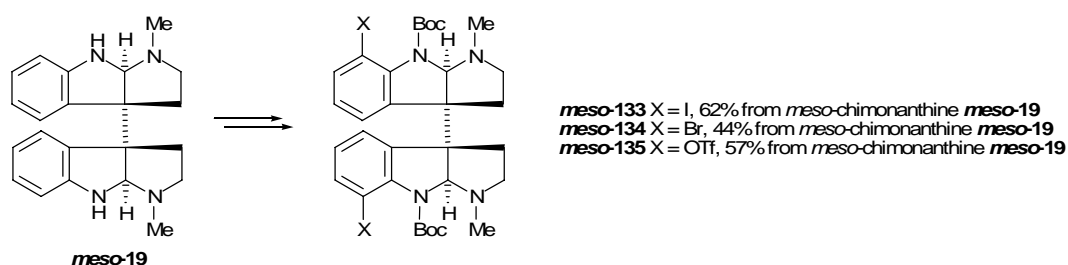 Me
H
H N
N
N
N H
H
Me
meso-19
X
Boc
Me
N H
N
N
N
H
X
Boc
Me
meso-133 X = I, 62% from meso-chimonanthine meso-19
meso-134 X = Br, 44% from meso-chimonanthine meso-19
meso-135 X = OTf, 57% from meso-chimonanthine meso-19